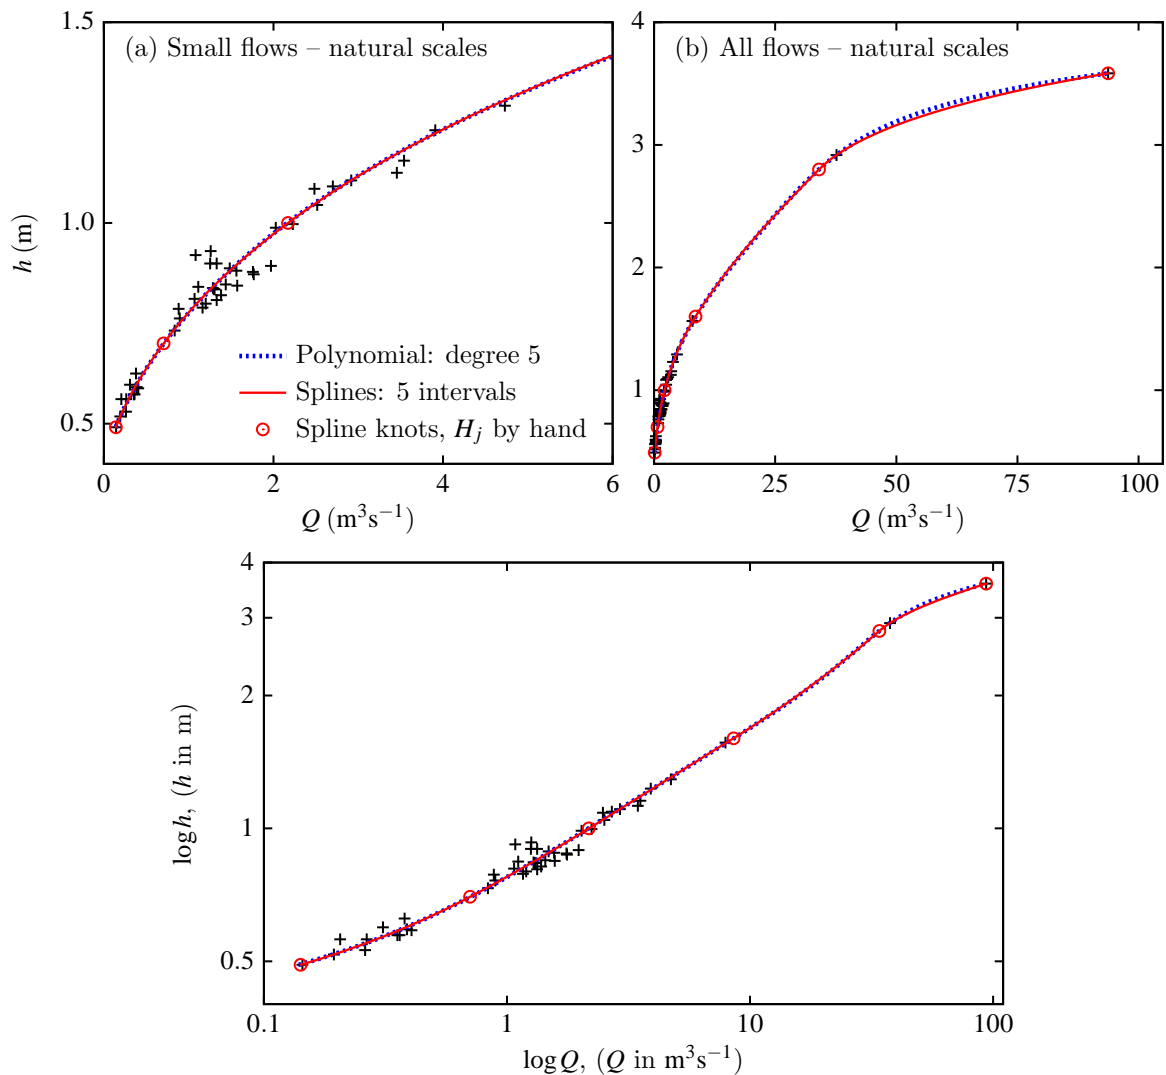 (a) Small flows – natural scales
1.5
1.0
0.5
h (m)
Polynomial: degree 5
Splines: 5 intervals
Spline knots, Hj by hand
0 2 4 6
Q (m³s⁻¹)
(b) All flows – natural scales
4
3
2
1
0 25 50 75 100
Q (m³s⁻¹)
4
3
2
1
0.5
log h, (h in m)
0.1 1 10 100
log Q, (Q in m³s⁻¹)